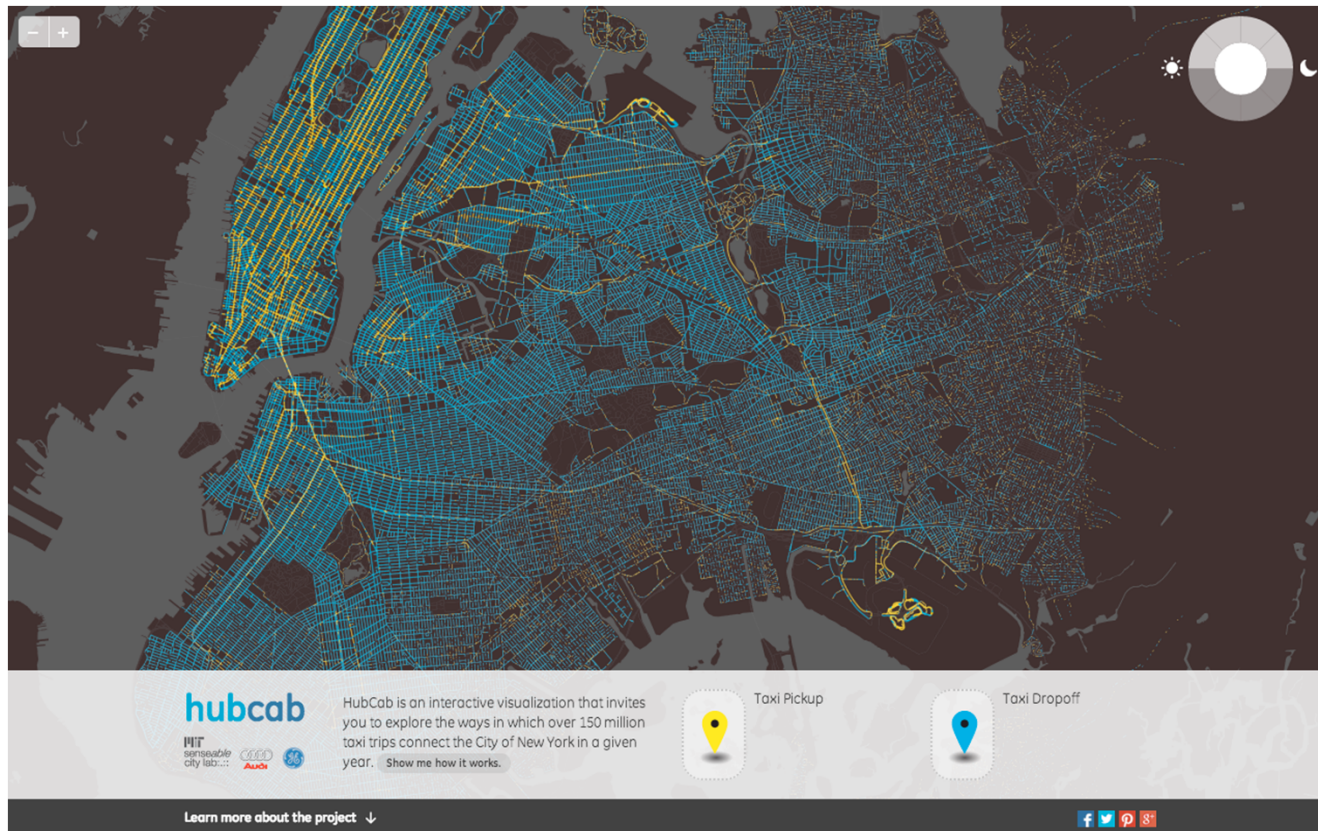 − +
hubcab
MIT
senseable
city lab:.::
Audi
HubCab is an interactive visualization that invites
you to explore the ways in which over 150 million
taxi trips connect the City of New York in a given
year. Show me how it works.
Taxi Pickup
Taxi Dropoff
Learn more about the project ↓